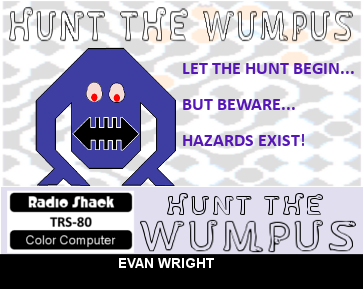 HUNT THE WUMPUS
LET THE HUNT BEGIN...
BUT BEWARE...
HAZARDS EXIST!
Radio Shack
TRS-80
Color Computer
HUNT THE
WUMPUS
EVAN WRIGHT